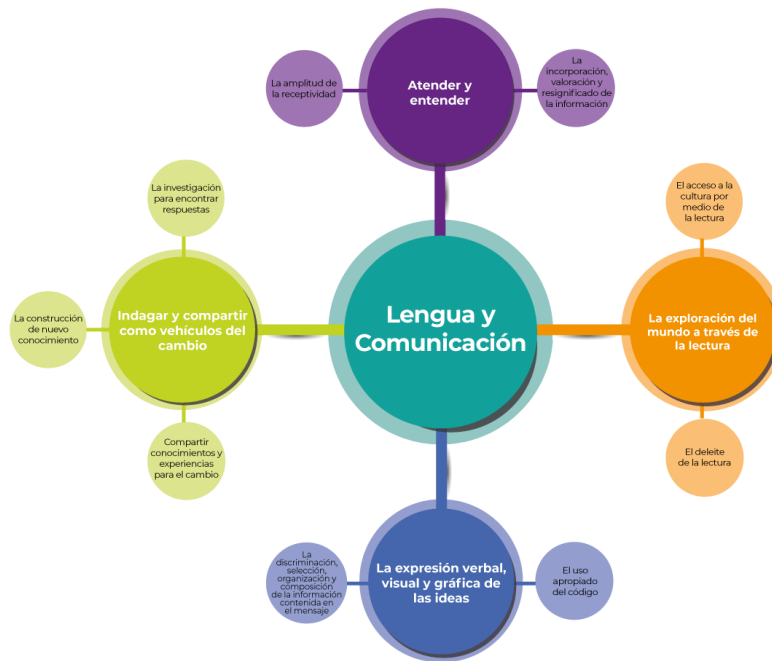 Atender y
entender
La amplitud de
la receptividad
La
incorporación,
valoración y
resignificado de
la información
La investigación
para encontrar
respuestas
El acceso a la
cultura por
medio de
la lectura
La construcción
de nuevo
conocimiento
Indagar y compartir
como vehículos del
cambio
Lengua y
Comunicación
La exploración del
mundo a través de
la lectura
Compartir
conocimientos y
experiencias
para el cambio
El deleite
de la lectura
La
discriminación,
selección,
organización y
composición
de la información
contenida en
el mensaje
La expresión verbal,
visual y gráfica de
las ideas
El uso
apropiado
del código